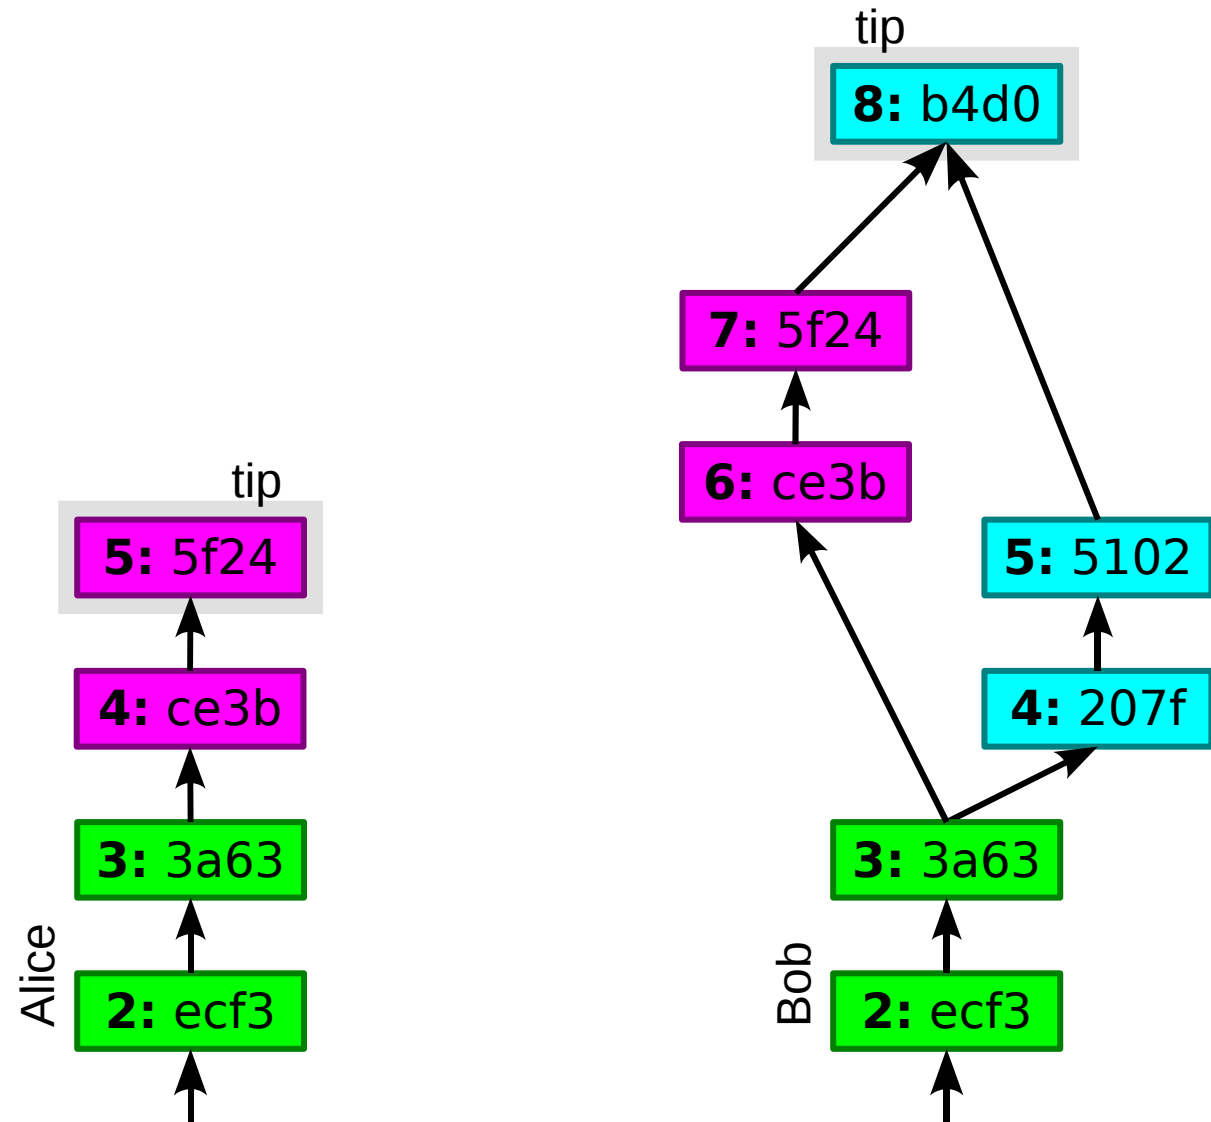 tip
8: b4d0
7: 5f24
6: ce3b
tip
5: 5f24
5: 5102
4: ce3b
4: 207f
3: 3a63
3: 3a63
Alice
Bob
2: ecf3
2: ecf3